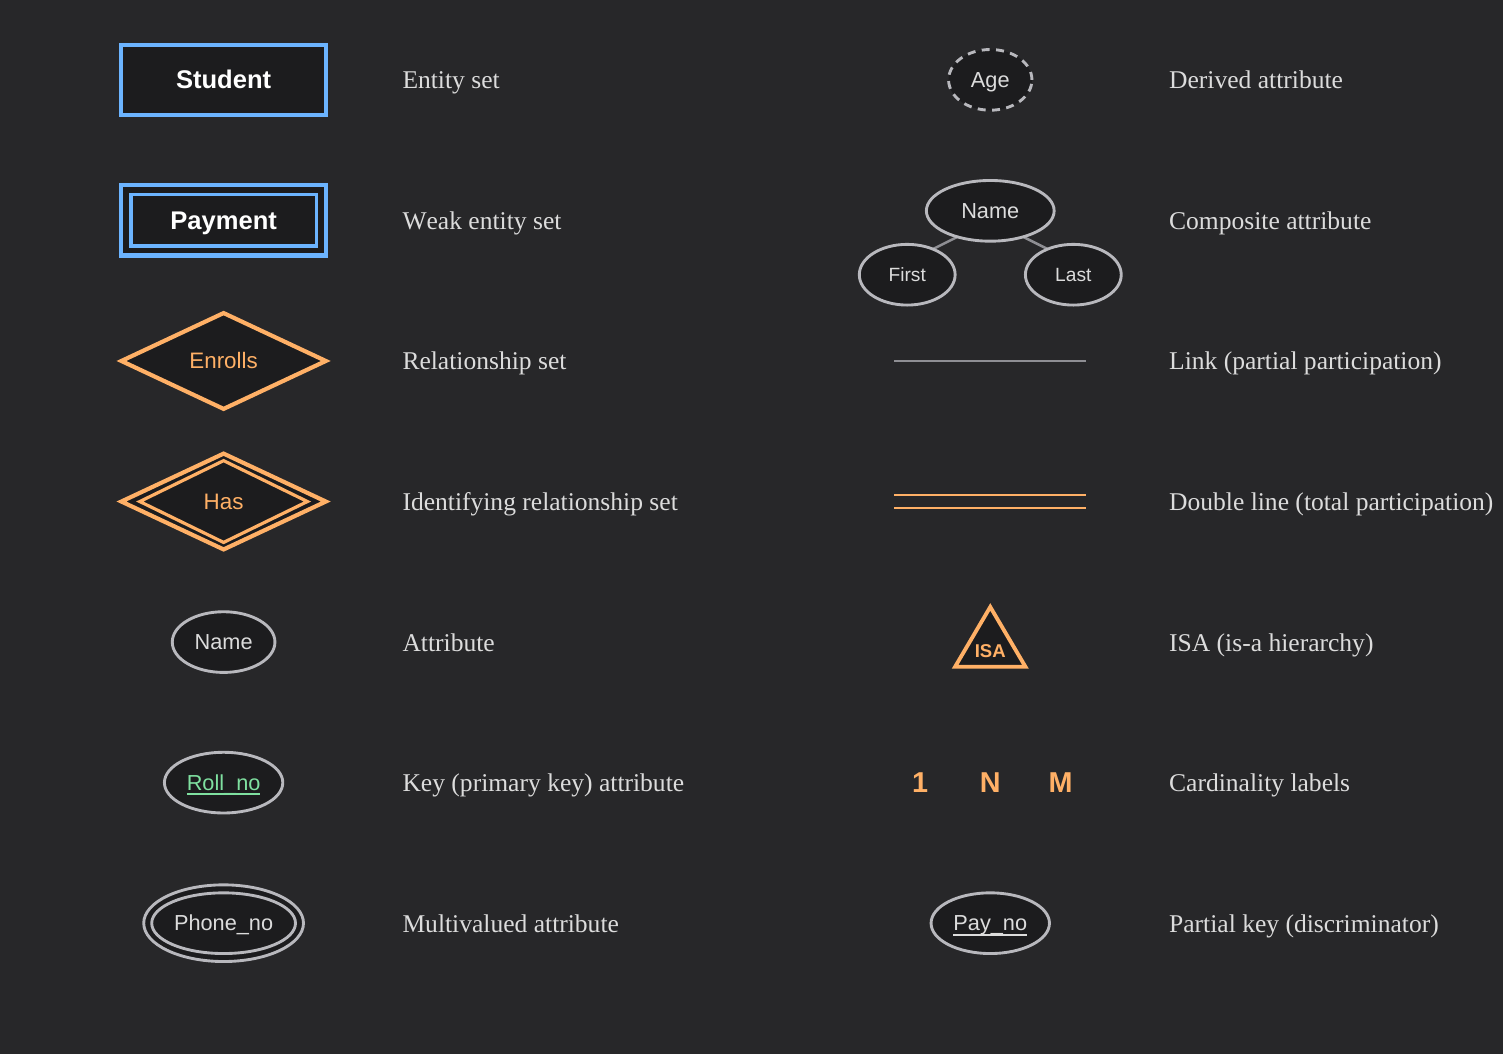 Student
Entity set
Payment
Weak entity set
Enrolls
Relationship set
Has
Identifying relationship set
Name
Attribute
Roll_no
Key (primary key) attribute
Phone_no
Multivalued attribute
Age
Derived attribute
Name
First
Last
Composite attribute
Link (partial participation)
Double line (total participation)
ISA
ISA (is-a hierarchy)
1 N M
Cardinality labels
Pay_no
Partial key (discriminator)